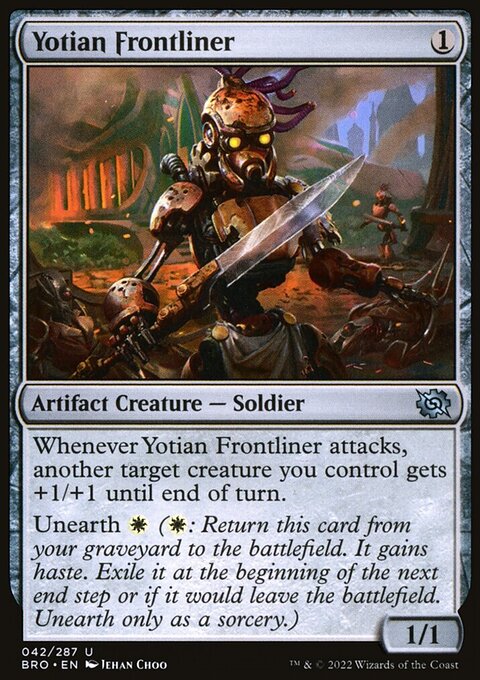 Yotian Frontliner 1
Artifact Creature — Soldier
Whenever Yotian Frontliner attacks,
another target creature you control gets
+1/+1 until end of turn.
Unearth (: Return this card from
your graveyard to the battlefield. It gains
haste. Exile it at the beginning of the next
end step or if it would leave the battlefield.
Unearth only as a sorcery.)
1/1
042/287 U
BRO • EN Jehan Choo
™ & © 2022 Wizards of the Coast